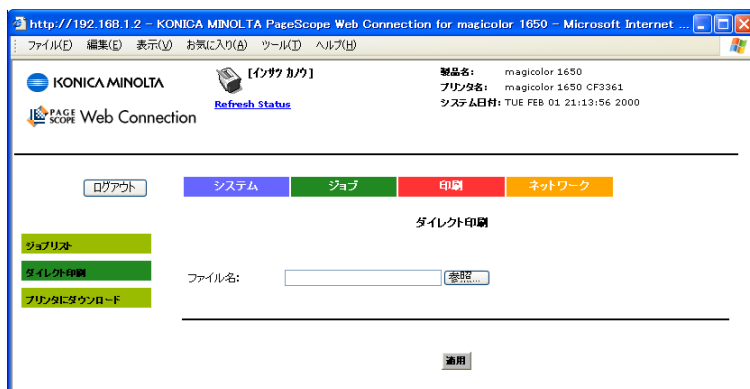 http://192.168.1.2 - KONICA MINOLTA PageScope Web Connection for magicolor 1650 - Microsoft Internet ...
ファイル(F) 編集(E) 表示(V) お気に入り(A) ツール(T) ヘルプ(H)
KONICA MINOLTA
[インサツ カノウ]
製品名: magicolor 1650
プリンタ名: magicolor 1650 CF3361
Refresh Status
システム日付: TUE FEB 01 21:13:56 2000
PAGE SCOPE Web Connection
ログアウト
システム ジョブ 印刷 ネットワーク
ダイレクト印刷
ジョブリスト
ダイレクト印刷
プリンタにダウンロード
ファイル名: 参照...
適用